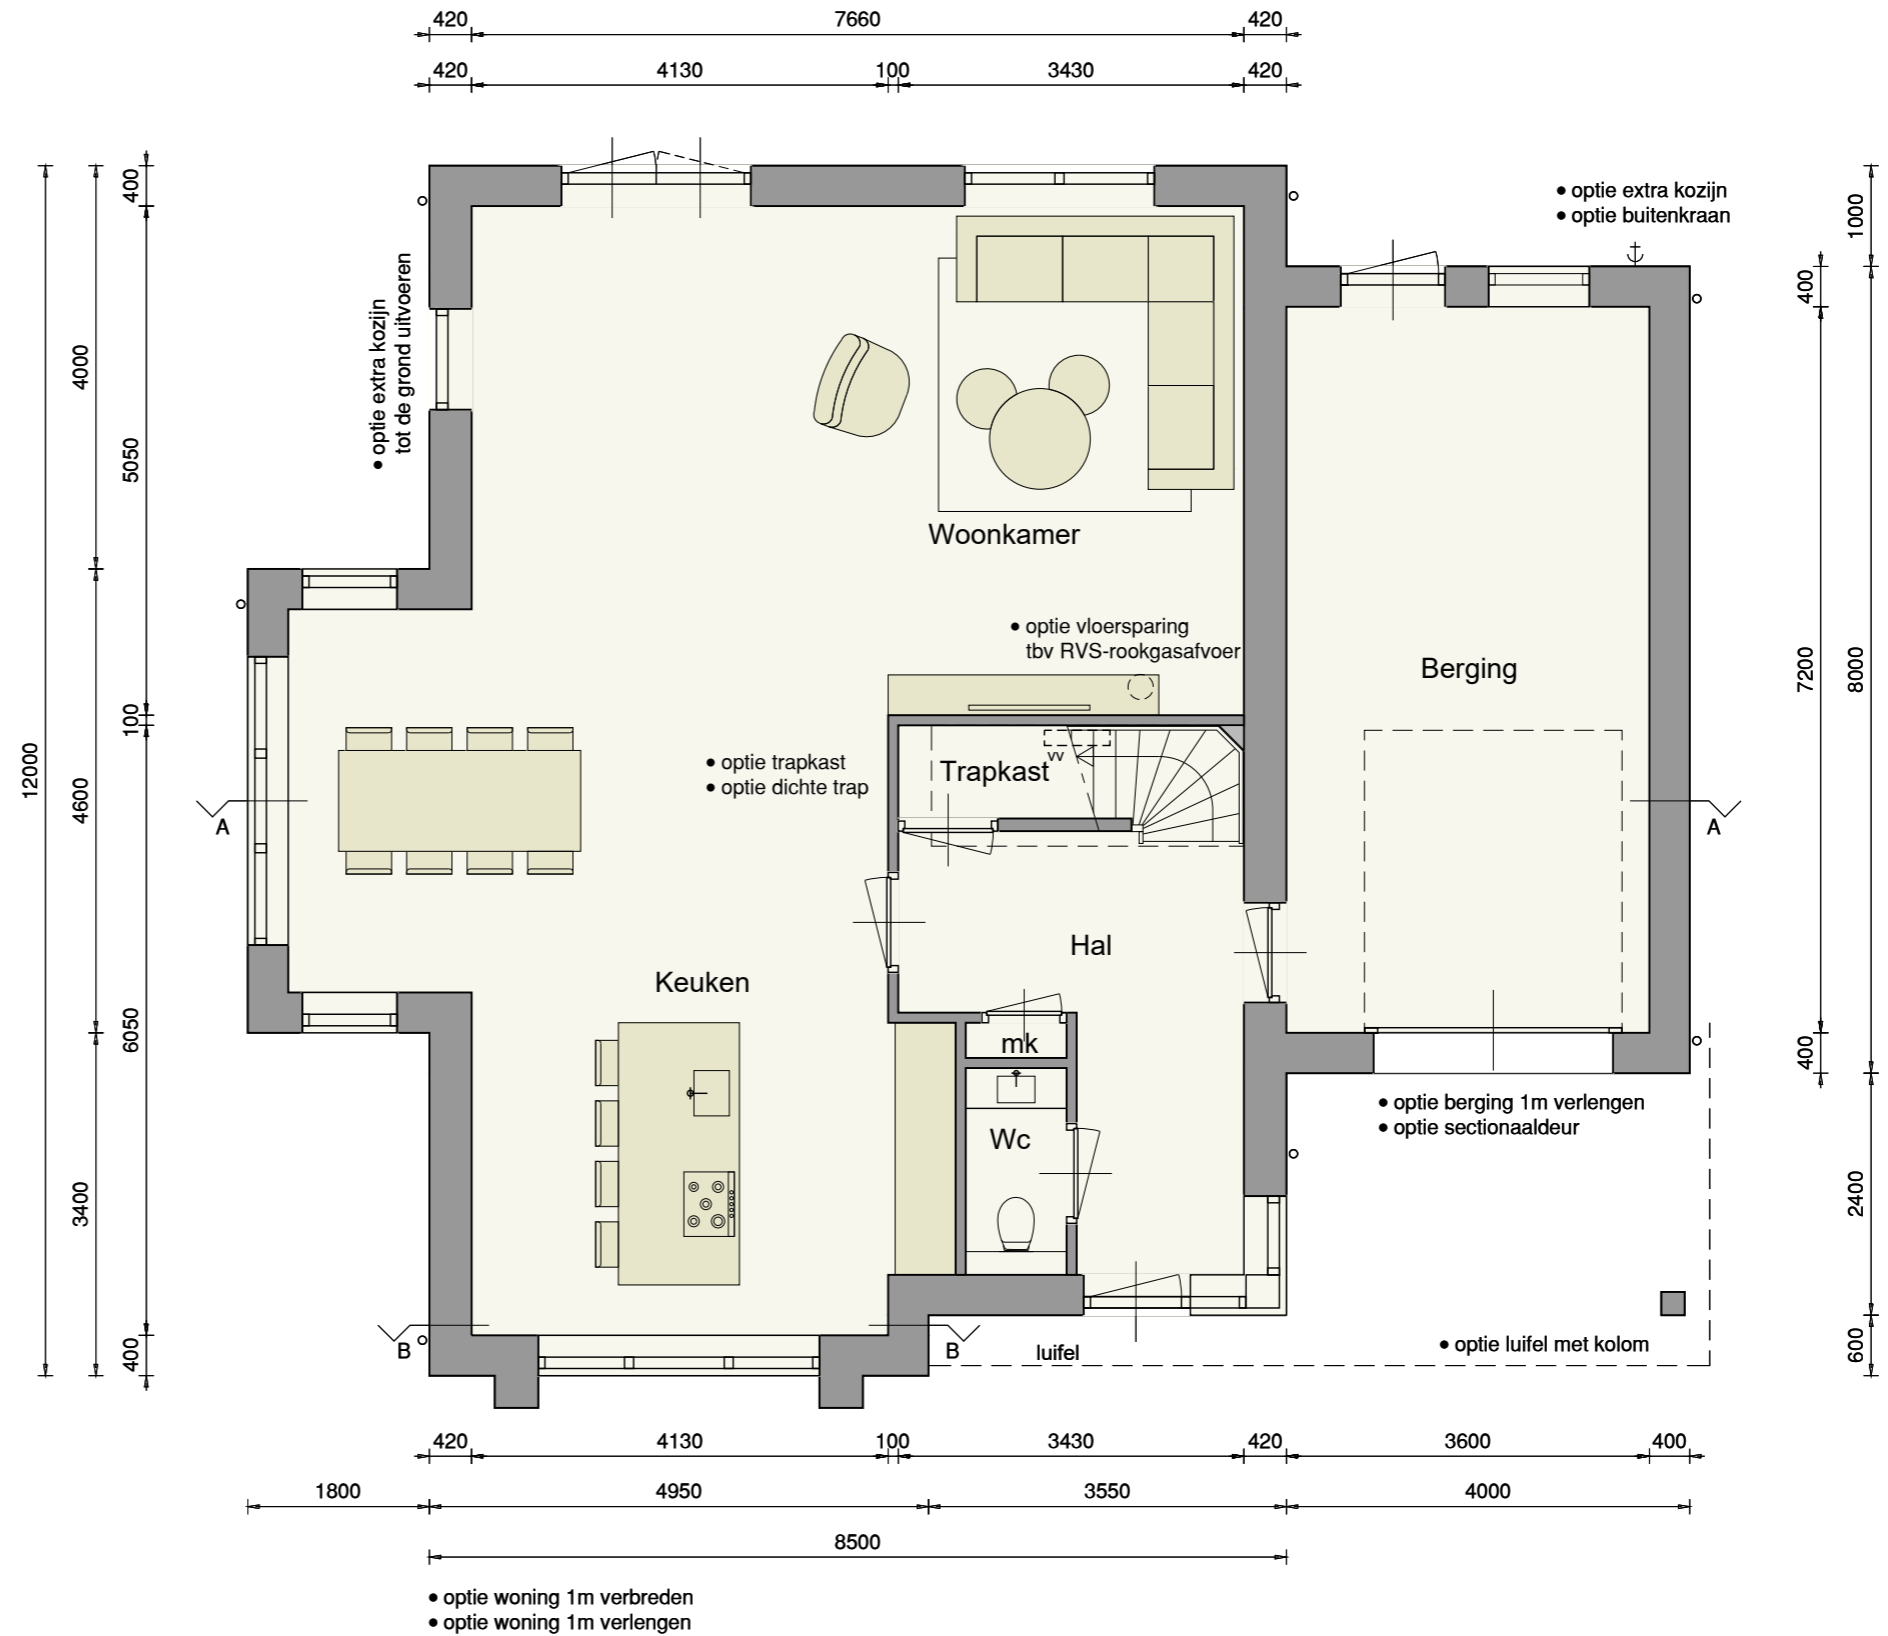 420 7660 420
420 4130 100 3430 420
• optie extra kozijn
• optie buitenkraan
400
1000
400
• optie extra kozijn
tot de grond uitvoeren
4000
5050
Woonkamer
• optie vloersparing
tbv RVS-rookgasafvoer
Berging
7200
8000
100
12000
4600
• optie trapkast
• optie dichte trap
Trapkast
vv
A
A
Hal
Keuken
6050
mk
400
• optie berging 1m verlengen
• optie sectionaaldeur
Wc
3400
2400
B
B
luifel
• optie luifel met kolom
400
600
420 4130 100 3430 420 3600 400
1800 4950 3550 4000
8500
• optie woning 1m verbreden
• optie woning 1m verlengen